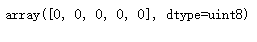 array([0, 0, 0, 0, 0], dtype=uint8)